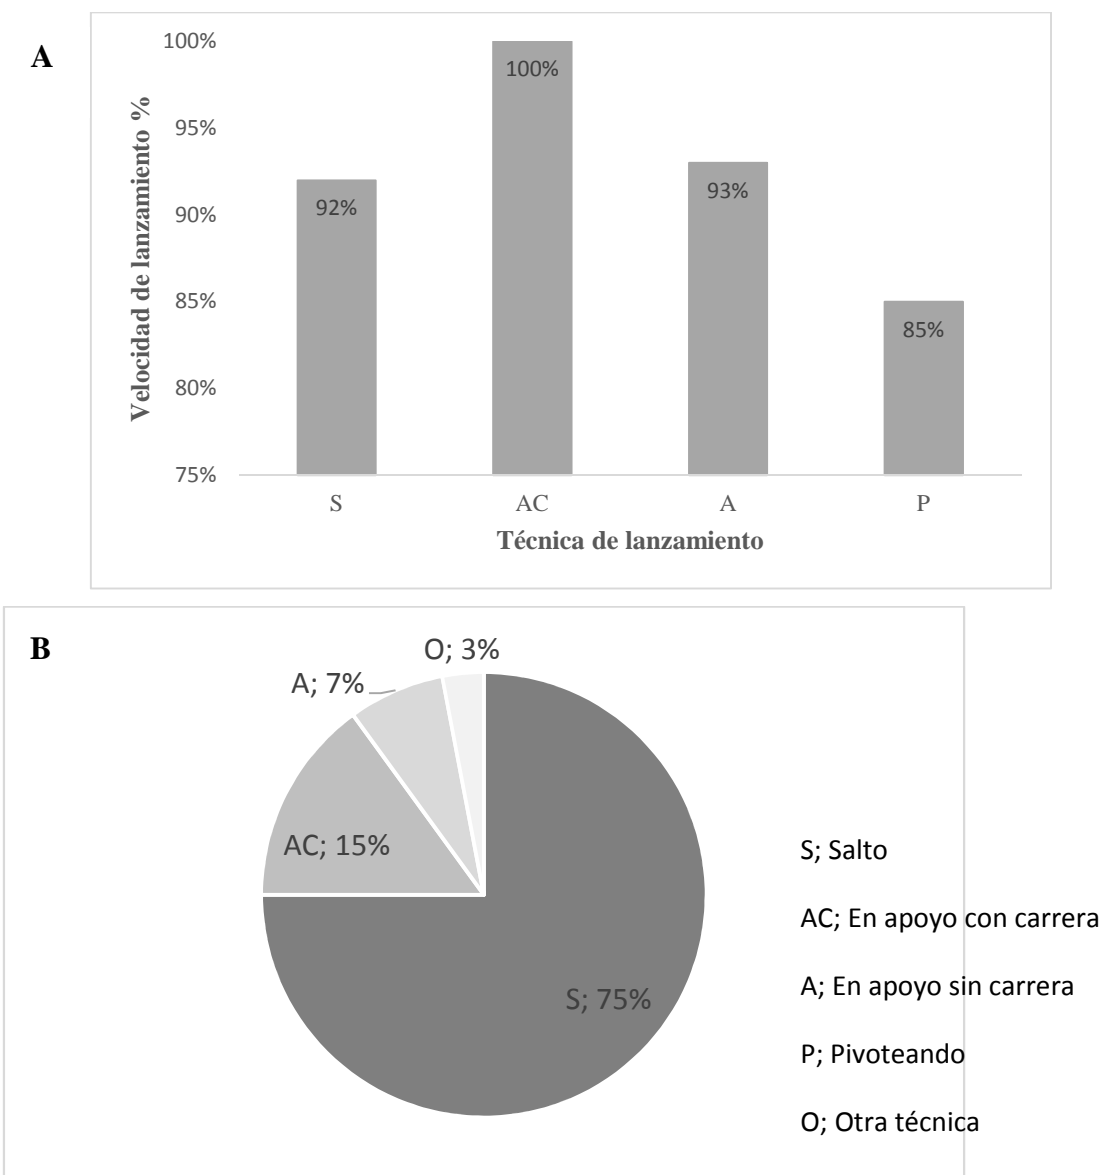 A
100%
95%
90%
85%
80%
75%
Velocidad de lanzamiento %
92%
100%
93%
85%
S
AC
A
P
Técnica de lanzamiento
B
O; 3%
A; 7%
AC; 15%
S; 75%
S; Salto
AC; En apoyo con carrera
A; En apoyo sin carrera
P; Pivoteando
O; Otra técnica